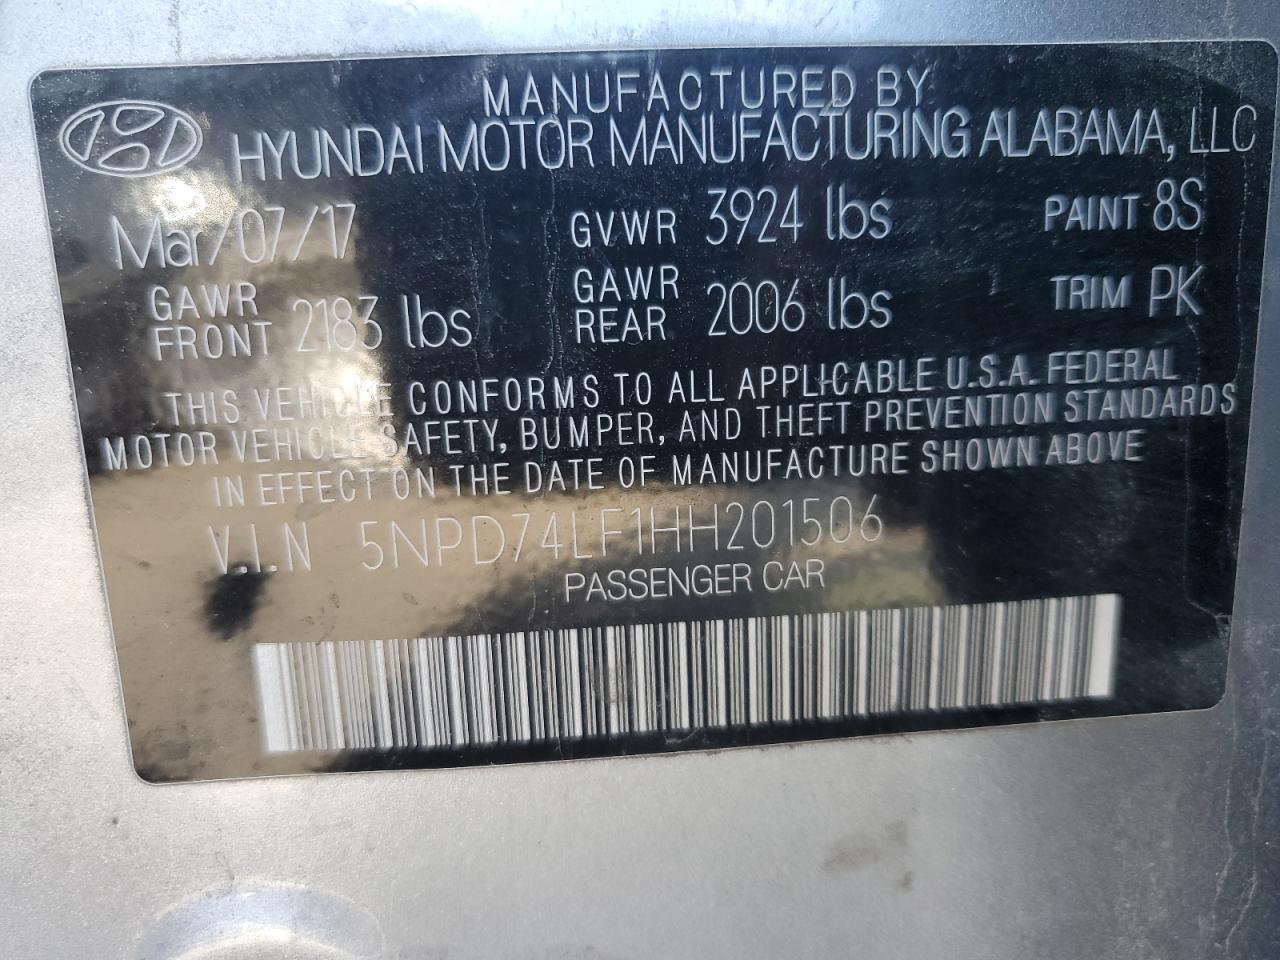 MANUFACTURED BY
HYUNDAI MOTOR MANUFACTURING ALABAMA, LLC
Mar/07/17 GVWR 3924 lbs PAINT 8S
GAWR FRONT 2183 lbs GAWR REAR 2006 lbs TRIM PK
THIS VEHICLE CONFORMS TO ALL APPLICABLE U.S.A. FEDERAL
MOTOR VEHICLE SAFETY, BUMPER, AND THEFT PREVENTION STANDARDS
IN EFFECT ON THE DATE OF MANUFACTURE SHOWN ABOVE
V.I.N 5NPD74LF1HH201506
PASSENGER CAR